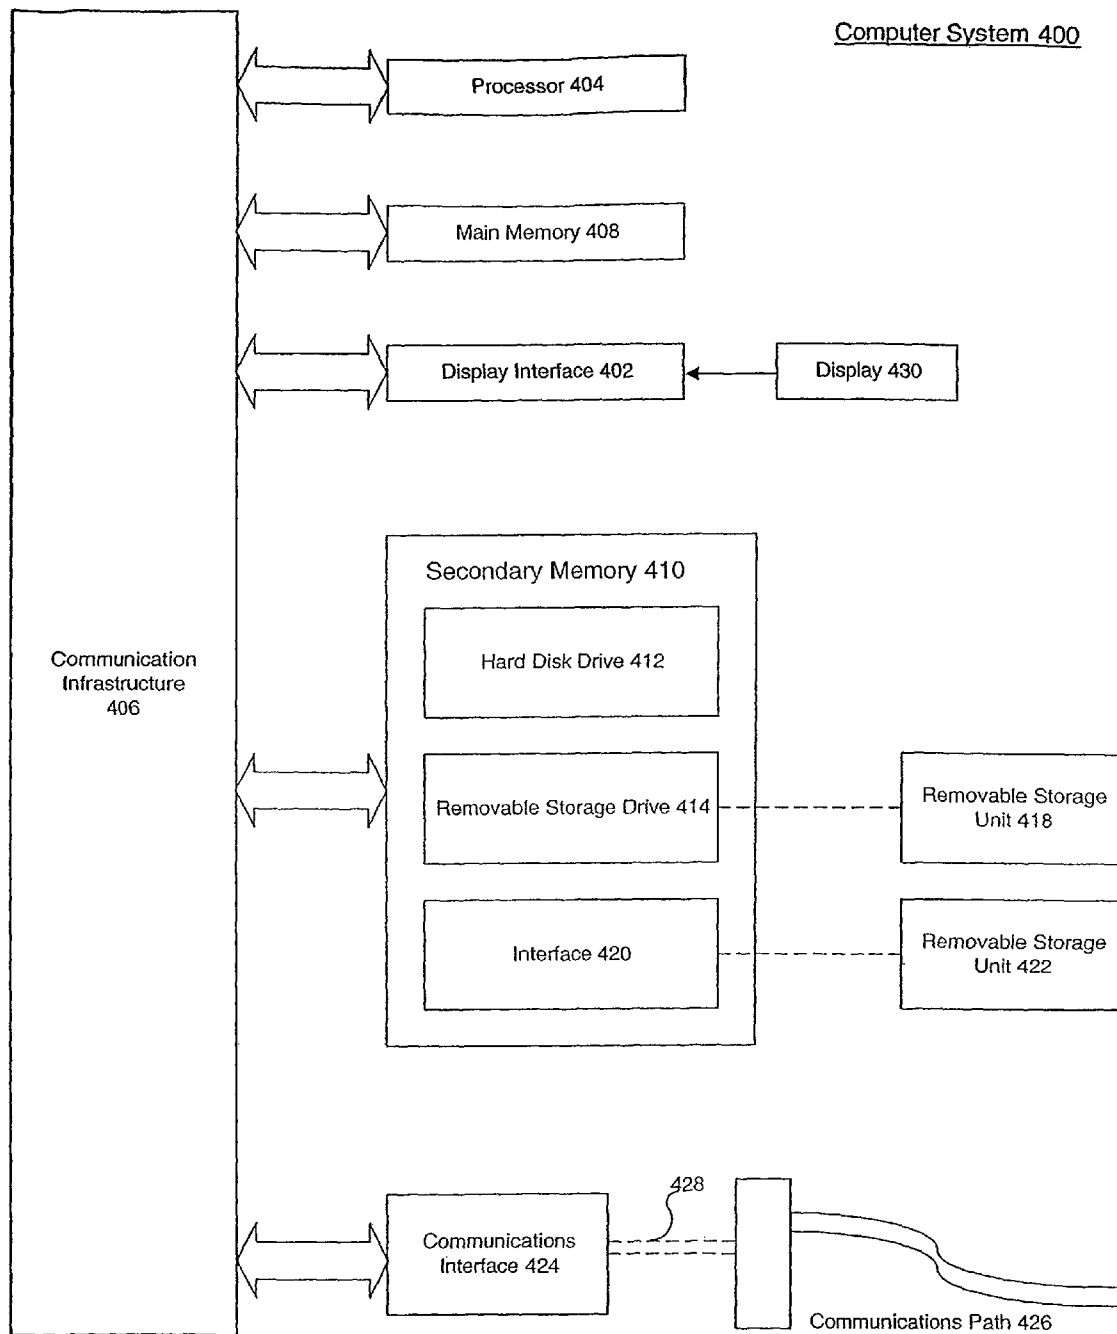 Computer System 400
Processor 404
Main Memory 408
Display Interface 402
Display 430
Secondary Memory 410
Hard Disk Drive 412
Communication
Infrastructure
406
Removable Storage Drive 414
Removable Storage
Unit 418
Interface 420
Removable Storage
Unit 422
428
Communications
Interface 424
Communications Path 426